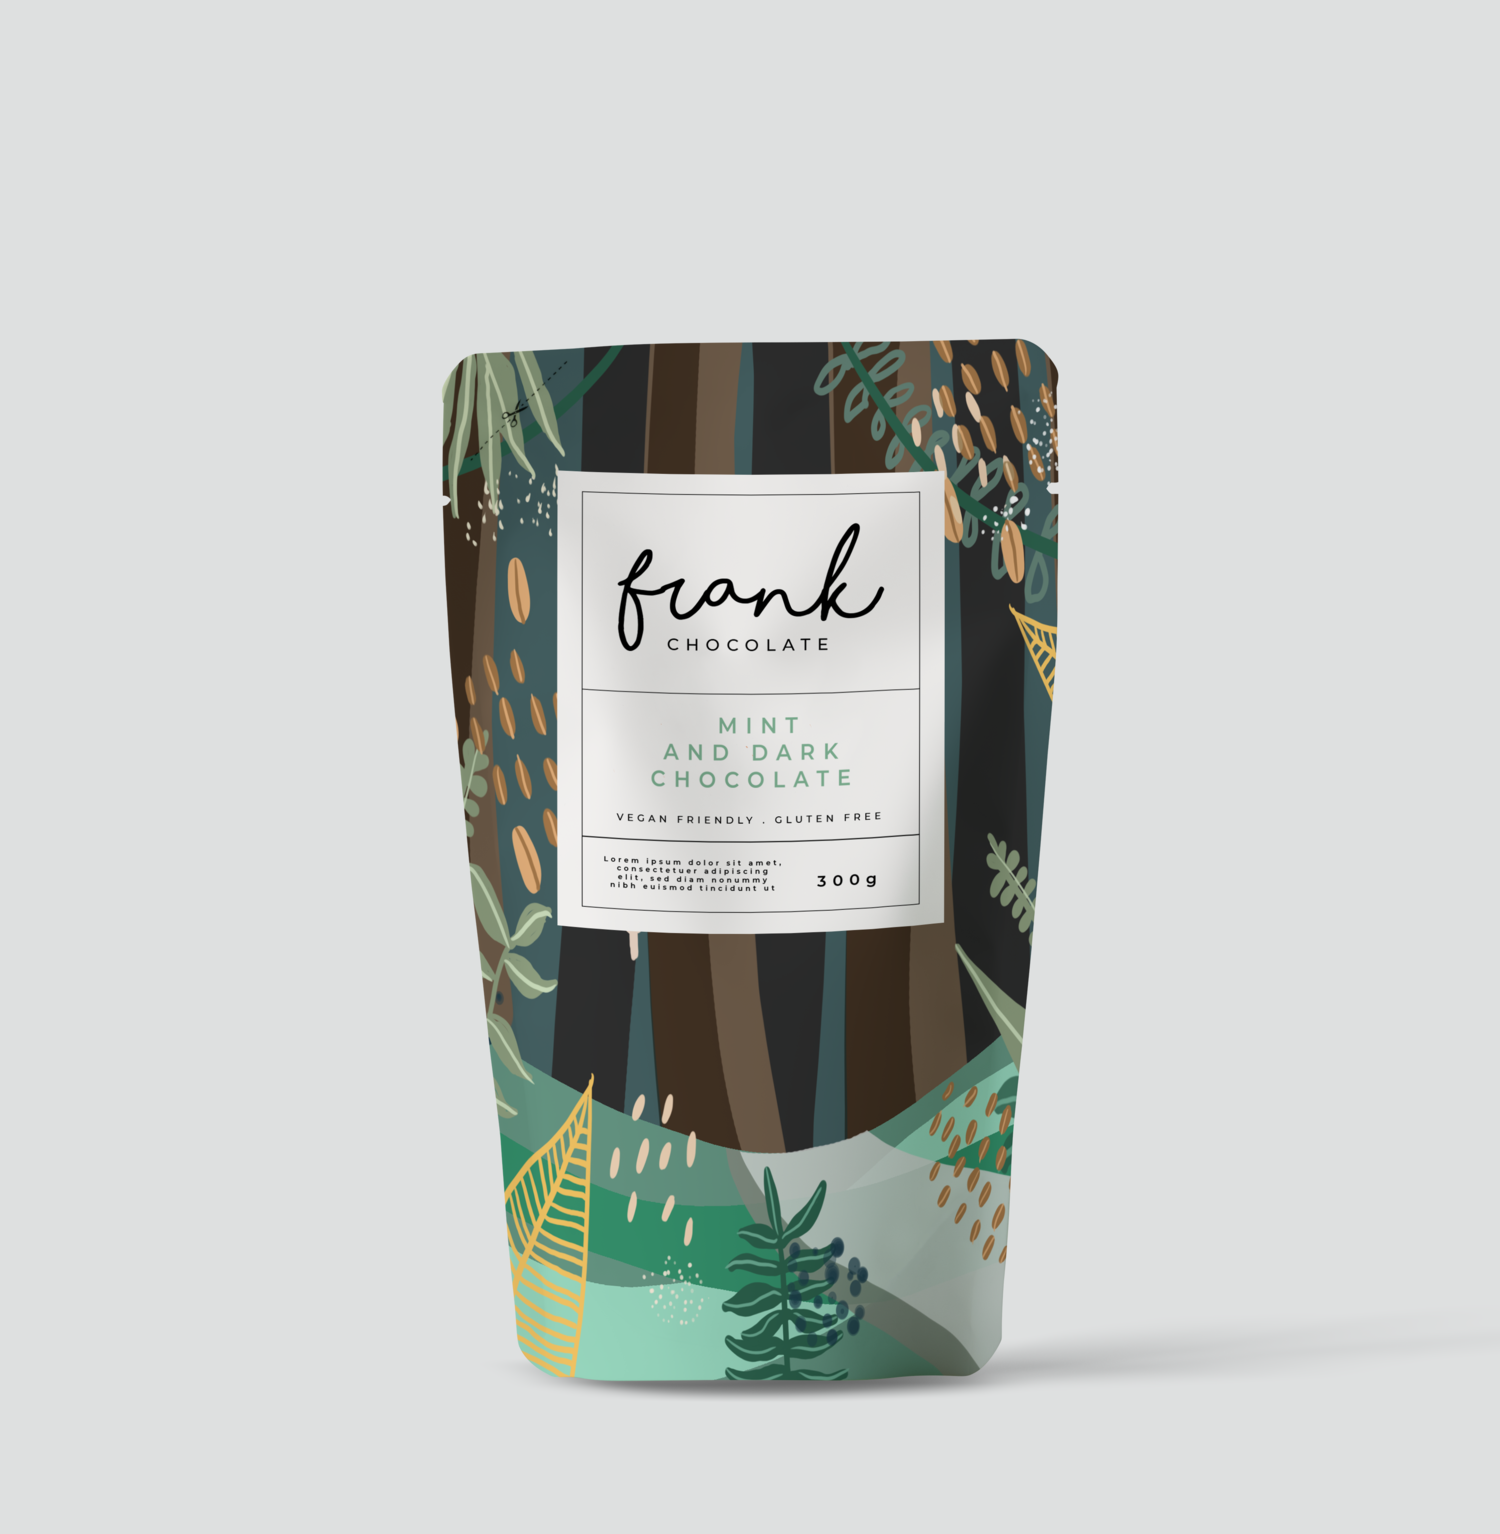 frank
CHOCOLATE
MINT
AND DARK
CHOCOLATE
VEGAN FRIENDLY . GLUTEN FREE
Lorem ipsum dolor sit amet,
consectetuer adipiscing
elit, sed diam nonummy
nibh euismod tincidunt ut
300g